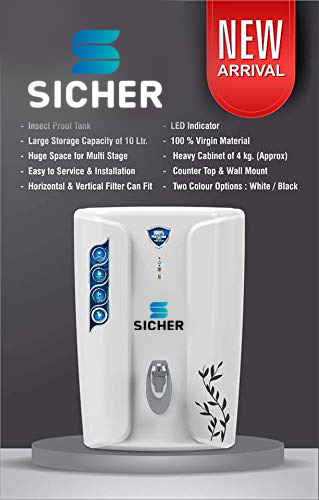 SICHER
NEW
ARRIVAL
- Insect Proof Tank
- Large Storage Capacity of 10 Ltr.
- Huge Space for Multi Stage
- Easy to Service & Installation
- Horizontal & Vertical Filter Can Fit
- LED Indicator
- 100 % Virgin Material
- Heavy Cabinet of 4 kg. (Approx)
- Counter Top & Wall Mount
- Two Colour Options : White / Black
100%
SICHER